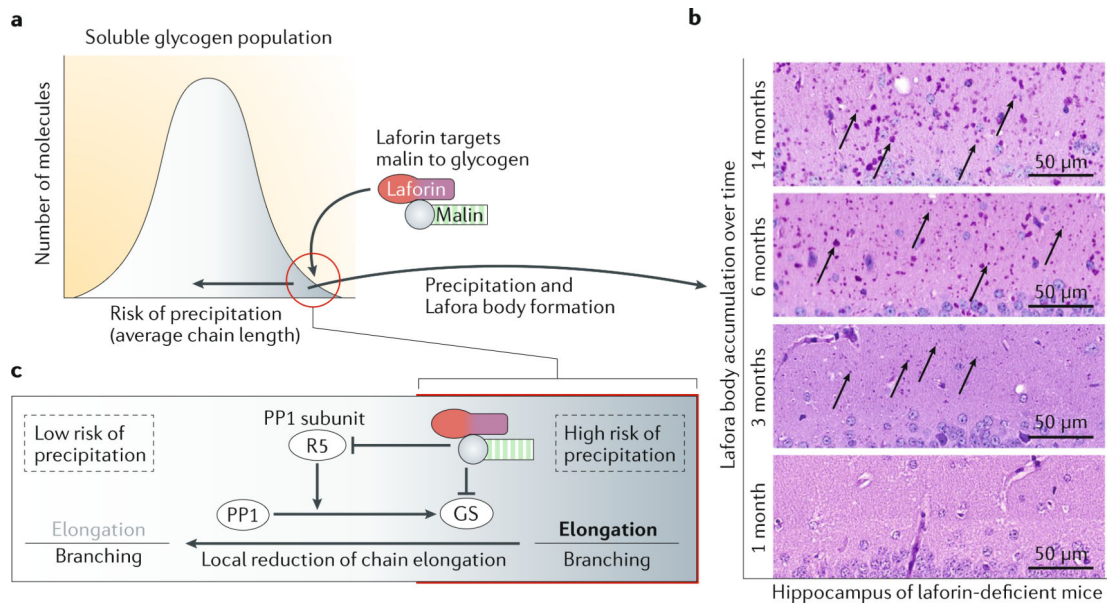 a
Soluble glycogen population
Number of molecules
Laforin targets
malin to glycogen
Laforin
Malin
Risk of precipitation
(average chain length)
Precipitation and
Lafora body formation
b
Lafora body accumulation over time
14 months
50 µm
6 months
50 µm
3 months
50 µm
1 month
50 µm
Hippocampus of laforin-deficient mice
c
Low risk of
precipitation
PP1 subunit
R5
High risk of
precipitation
PP1
GS
Elongation
Branching
Local reduction of chain elongation
Elongation
Branching